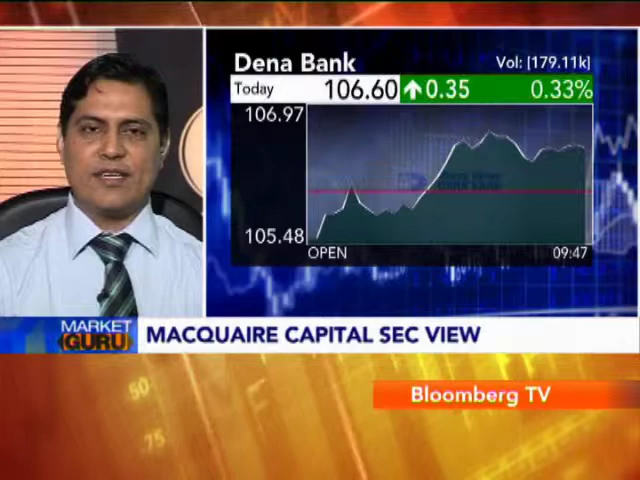 Dena Bank
Vol: [179.11k]
Today 106.60 0.35 0.33%
106.97
105.48
OPEN 09:47
MARKET
GURU
MACQUAIRE CAPITAL SEC VIEW
Bloomberg TV
50
75